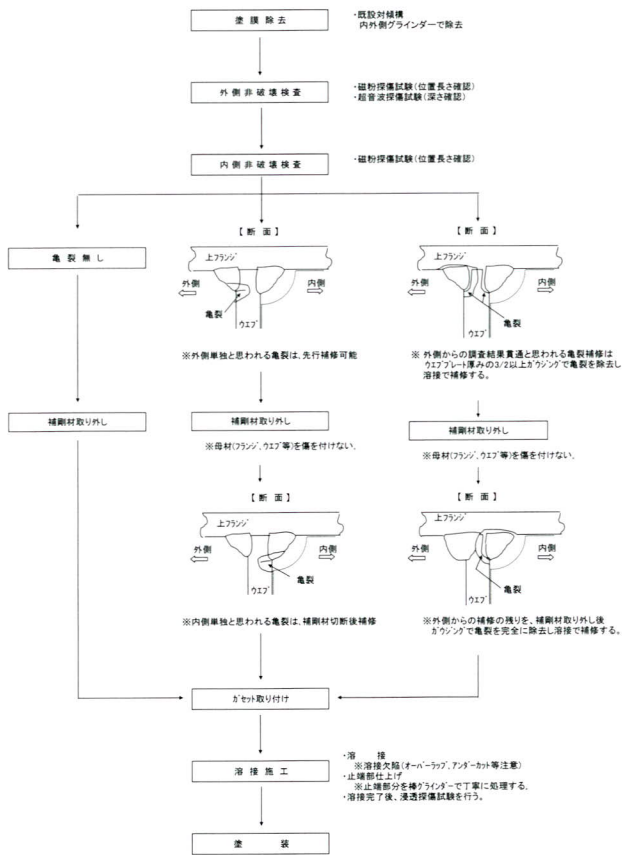 塗膜除去
・既設対傾構
内外側グラインダーで除去
外側非破壊検査
・磁粉探傷試験(位置長さ確認)
・超音波探傷試験(深さ確認)
内側非破壊検査
・磁粉探傷試験(位置長さ確認)
亀裂無し
【断面】
上フランジ
外側
内側
亀裂
ウエブ
※外側単独と思われる亀裂は、先行補修可能
【断面】
上フランジ
外側
内側
亀裂
ウエブ
※ 外側からの調査結果貫通と思われる亀裂補修は
ウエブプレート厚みの3/2以上ガウジングで亀裂を除去し
溶接で補修する。
補剛材取り外し
補剛材取り外し
※母材(フランジ、ウエブ等)を傷を付けない。
補剛材取り外し
※母材(フランジ、ウエブ等)を傷を付けない。
【断面】
上フランジ
外側
内側
亀裂
ウエブ
※内側単独と思われる亀裂は、補剛材切断後補修
【断面】
上フランジ
外側
内側
亀裂
ウエブ
※外側からの補修の残りを、補剛材取り外し後
ガウジングで亀裂を完全に除去し溶接で補修する。
ガセット取り付け
溶接施工
・溶 接
※溶接欠陥(オーバーラップ、アンダーカット等注意)
・止端部仕上げ
※止端部分を棒グラインダーで丁寧に処理する。
・溶接完了後、浸透探傷試験を行う。
塗 装